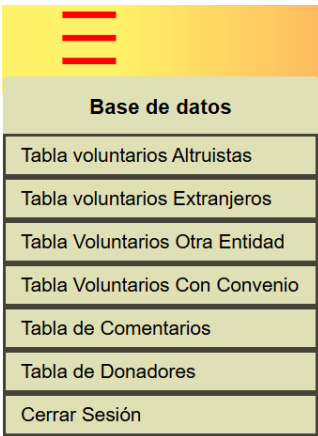 Base de datos
Tabla voluntarios Altruistas
Tabla voluntarios Extranjeros
Tabla Voluntarios Otra Entidad
Tabla Voluntarios Con Convenio
Tabla de Comentarios
Tabla de Donadores
Cerrar Sesión